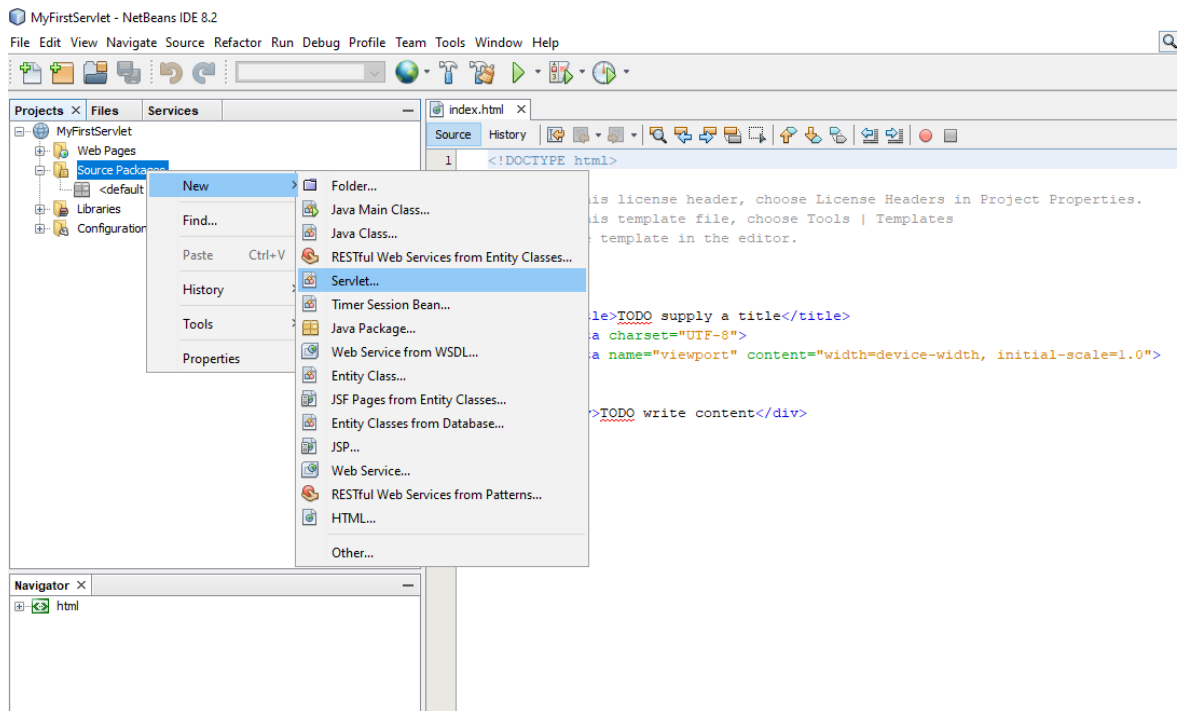 MyFirstServlet - NetBeans IDE 8.2
File Edit View Navigate Source Refactor Run Debug Profile Team Tools Window Help
Projects Files Services
MyFirstServlet
Web Pages
Source Packages
<default
Libraries
Configuration
New
Find...
Paste Ctrl+V
History
Tools
Properties
Folder...
Java Main Class...
Java Class...
RESTful Web Services from Entity Classes...
Servlet...
Timer Session Bean...
Java Package...
Web Service from WSDL...
Entity Class...
JSF Pages from Entity Classes...
Entity Classes from Database...
JSP...
Web Service...
RESTful Web Services from Patterns...
HTML...
Other...
index.html
Source History
1 <!DOCTYPE html>
is license header, choose License Headers in Project Properties.
is template file, choose Tools | Templates
template in the editor.
le>TODO supply a title</title>
a charset="UTF-8">
a name="viewport" content="width=device-width, initial-scale=1.0">
>TODO write content</div>
Navigator
html